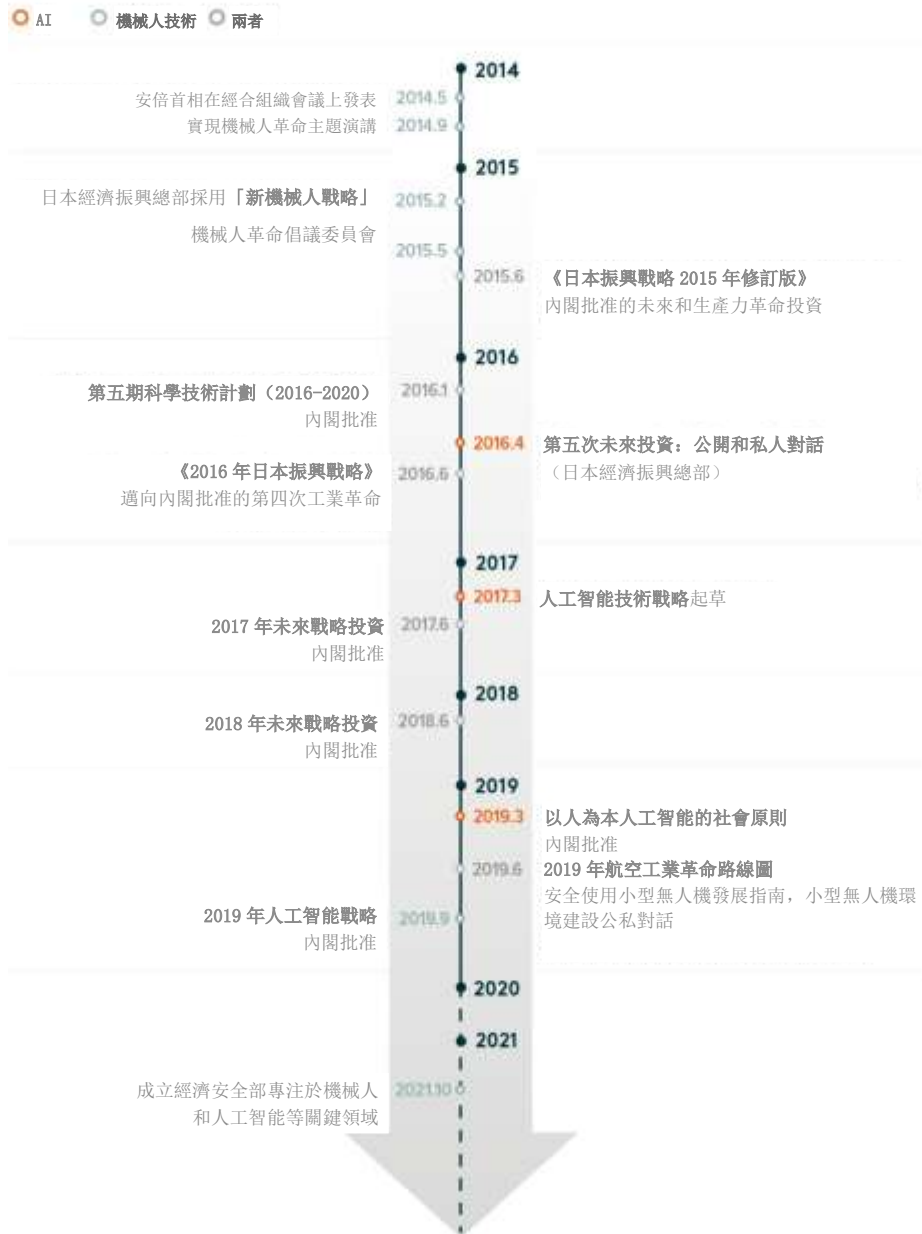 AI 機械人技術 兩者
2014
安倍首相在經合組織會議上發表 2014.5
實現機械人革命主題演講 2014.9
2015
日本經濟振興總部採用「新機械人戰略」 2015.2
機械人革命倡議委員會
2015.5
2015.6 《日本振興戰略 2015 年修訂版》
內閣批准的未來和生產力革命投資
2016
第五期科學技術計劃（2016-2020） 2016.1
內閣批准
2016.4 第五次未來投資：公開和私人對話
（日本經濟振興總部）
《2016 年日本振興戰略》 2016.6
邁向內閣批准的第四次工業革命
2017
2017.3 人工智能技術戰略起草
2017 年未來戰略投資 2017.6
內閣批准
2018
2018 年未來戰略投資 2018.6
內閣批准
2019
2019.3 以人為本人工智能的社會原則
內閣批准
2019.6 2019 年航空工業革命路線圖
安全使用小型無人機發展指南，小型無人機環
境建設公私對話
2019 年人工智能戰略 2019.9
內閣批准
2020
2021
成立經濟安全部專注於機械人 2021.10
和人工智能等關鍵領域